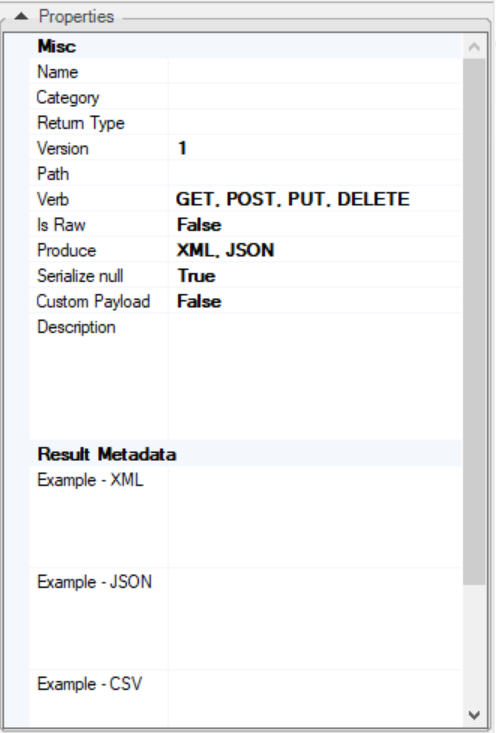 Properties
Misc
Name
Category
Return Type
Version 1
Path
Verb GET, POST, PUT, DELETE
Is Raw False
Produce XML, JSON
Serialize null True
Custom Payload False
Description
Result Metadata
Example - XML
Example - JSON
Example - CSV